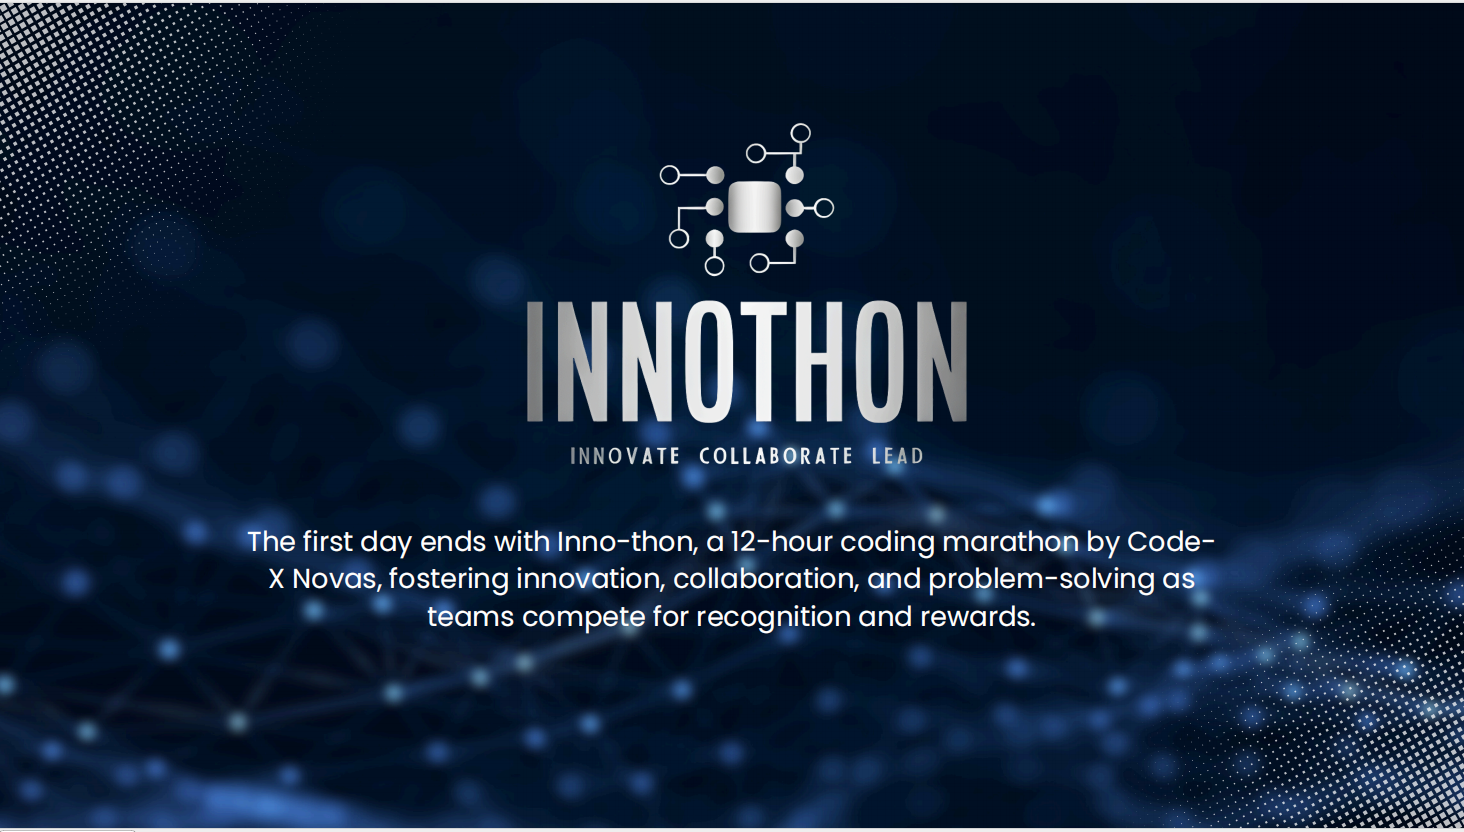 INNOTHON
INNOVATE COLLABORATE LEAD
The first day ends with Inno-thon, a 12-hour coding marathon by Code-
X Novas, fostering innovation, collaboration, and problem-solving as
teams compete for recognition and rewards.